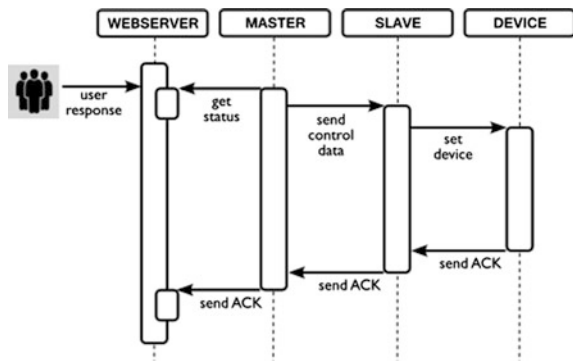 WEBSERVER
MASTER
SLAVE
DEVICE
user
response
get
status
send
control
data
set
device
send ACK
send ACK
send ACK